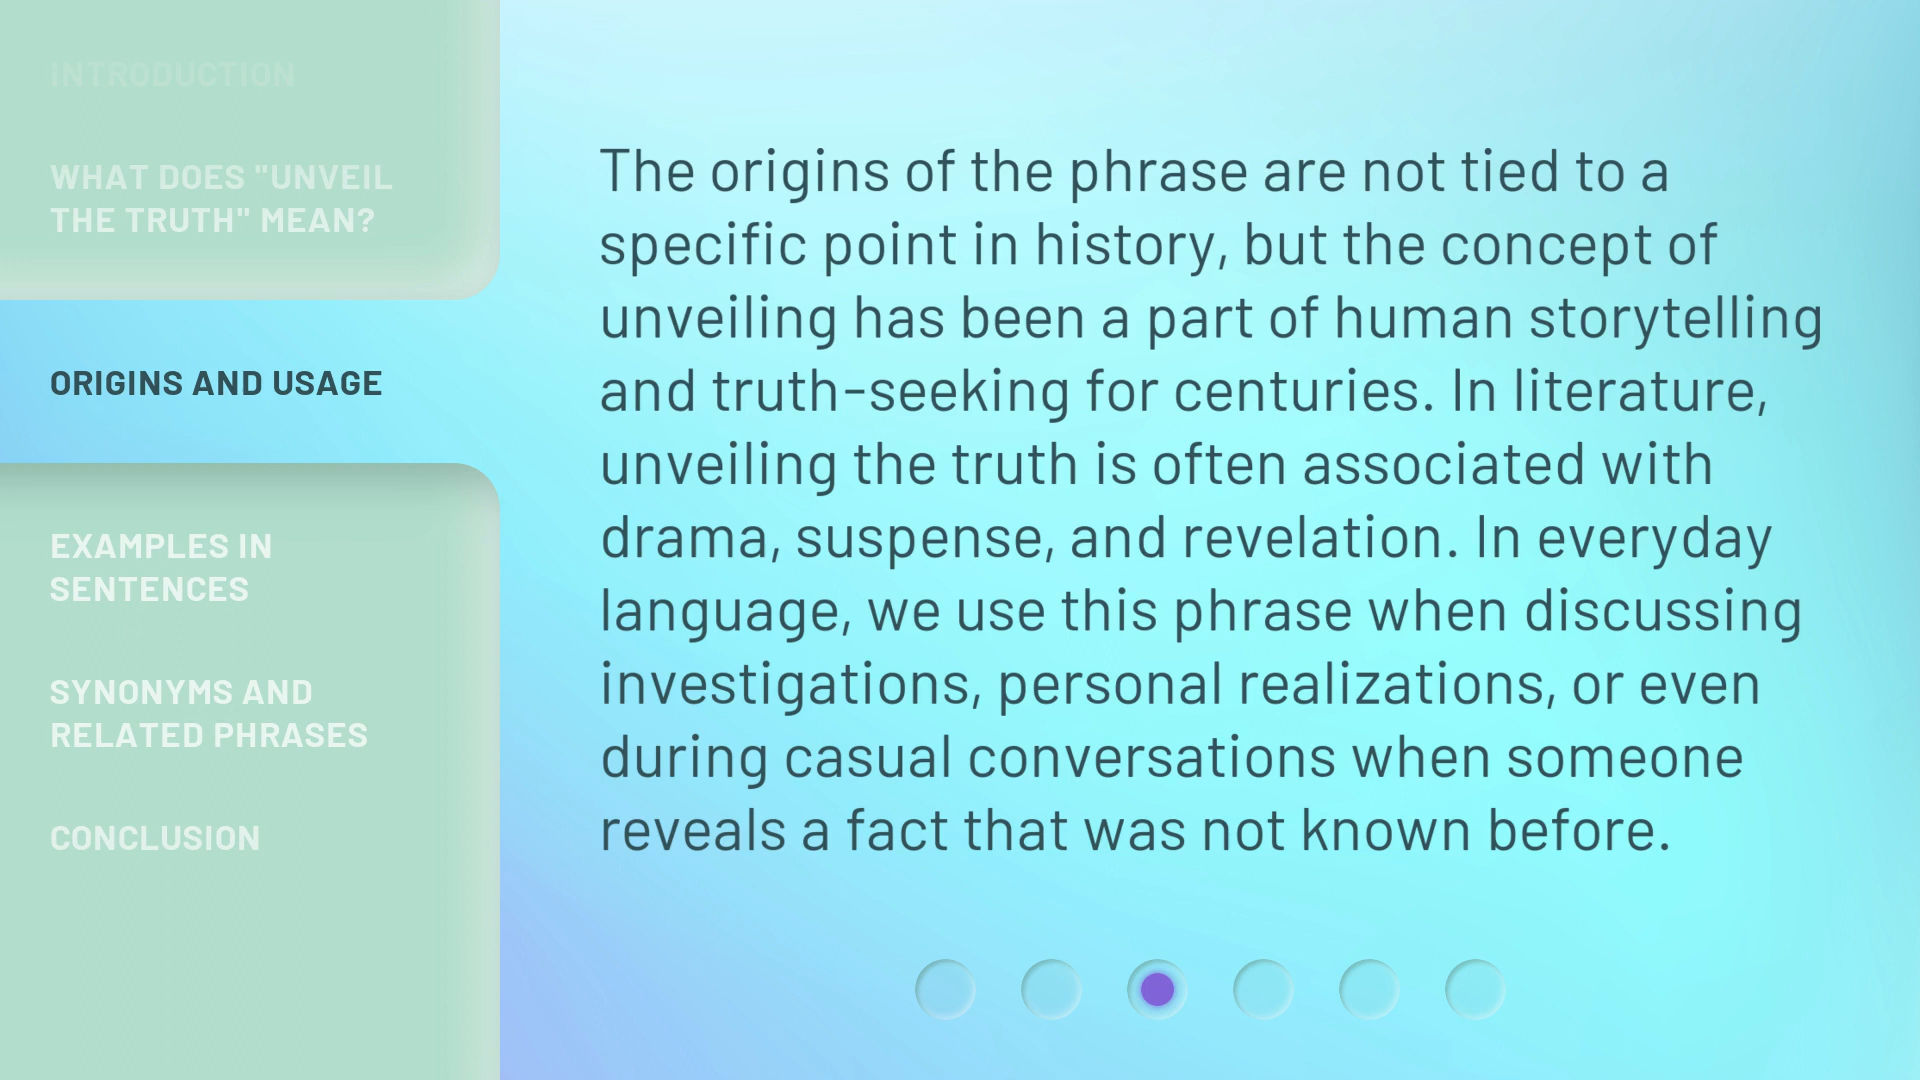 INTRODUCTION
WHAT DOES "UNVEIL
THE TRUTH" MEAN?
ORIGINS AND USAGE
EXAMPLES IN
SENTENCES
SYNONYMS AND
RELATED PHRASES
CONCLUSION
The origins of the phrase are not tied to a
specific point in history, but the concept of
unveiling has been a part of human storytelling
and truth-seeking for centuries. In literature,
unveiling the truth is often associated with
drama, suspense, and revelation. In everyday
language, we use this phrase when discussing
investigations, personal realizations, or even
during casual conversations when someone
reveals a fact that was not known before.